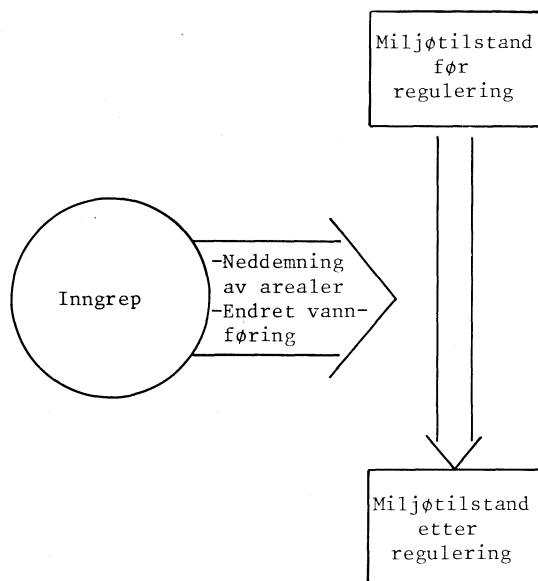 Miljøtilstand
før
regulering
Inngrep
-Neddemning
av arealer
-Endret vann-
føring
Miljøtilstand
etter
regulering